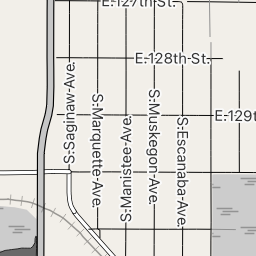 E.127th St.
E.128th St.
E.129t
S. Saginaw Ave.
S. Marquette Ave.
S. Manistee Ave.
S. Muskegon Ave.
S. Escanaba Ave.